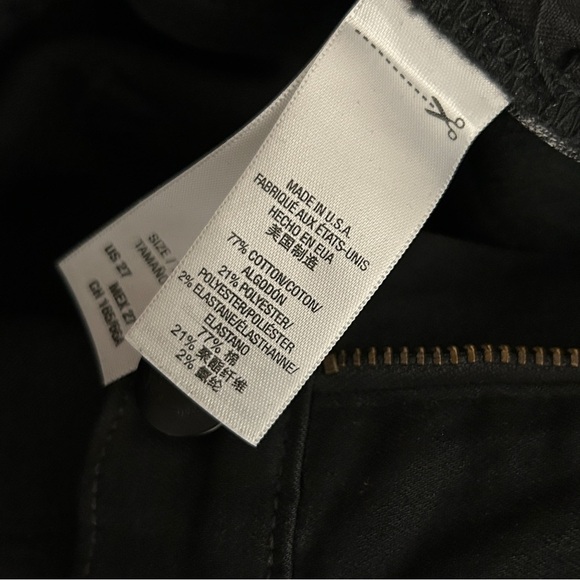 MADE IN U.S.A.
FABRIQUÉ AUX ÉTATS-UNIS
HECHO EN EUA
美国制造
77% COTTON/COTON/
ALGODÓN
21% POLYESTER/
POLYESTER/POLIÉSTER
2% ELASTANE/ÉLASTHANNE/
ELASTANO
77% 棉
21% 聚酯纤维
2% 氨纶
SIZE /
TAMAÑO
US 27
MEX 27
CH 165/66A